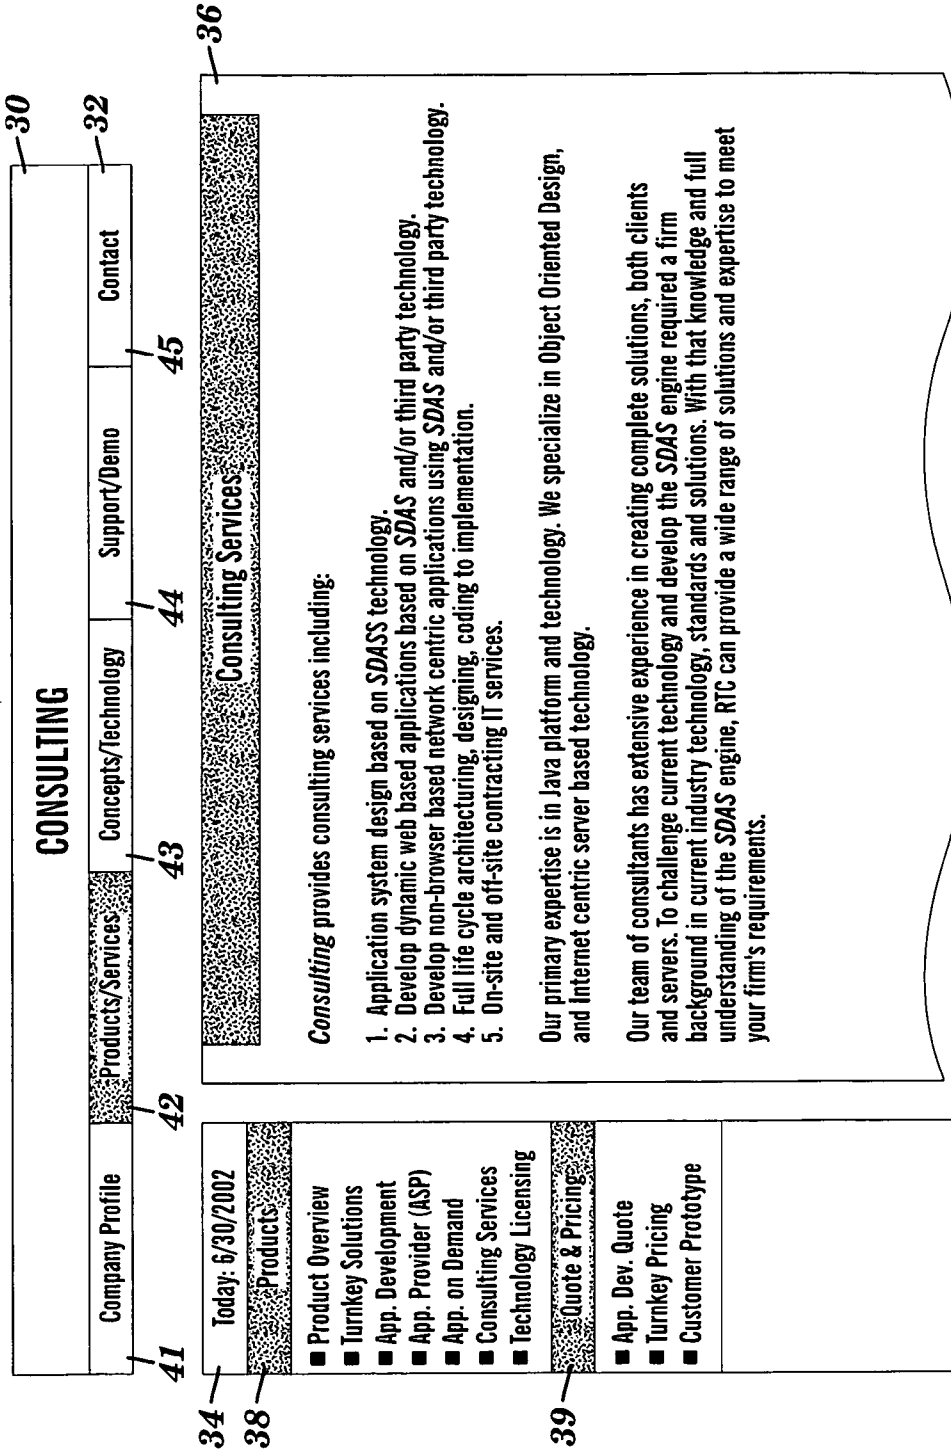 30
CONSULTING
Company Profile
Products/Services
Concepts/Technology
Support/Demo
Contact
32
41
42
43
44
45
34
Today: 6/30/2002
38
Products
■ Product Overview
■ Turnkey Solutions
■ App. Development
■ App. Provider (ASP)
■ App. on Demand
■ Consulting Services
■ Technology Licensing
39
Quote & Pricing
■ App. Dev. Quote
■ Turnkey Pricing
■ Customer Prototype
36
Consulting Services
Consulting provides consulting services including:
1. Application system design based on SDASS technology.
2. Develop dynamic web based applications based on SDAS and/or third party technology.
3. Develop non-browser based network centric applications using SDAS and/or third party technology.
4. Full life cycle architecturing, designing, coding to implementation.
5. On-site and off-site contracting IT services.
Our primary expertise is in Java platform and technology. We specialize in Object Oriented Design,
and Internet centric server based technology.
Our team of consultants has extensive experience in creating complete solutions, both clients
and servers. To challenge current technology and develop the SDAS engine required a firm
background in current industry technology, standards and solutions. With that knowledge and full
understanding of the SDAS engine, RTC can provide a wide range of solutions and expertise to meet
your firm's requirements.